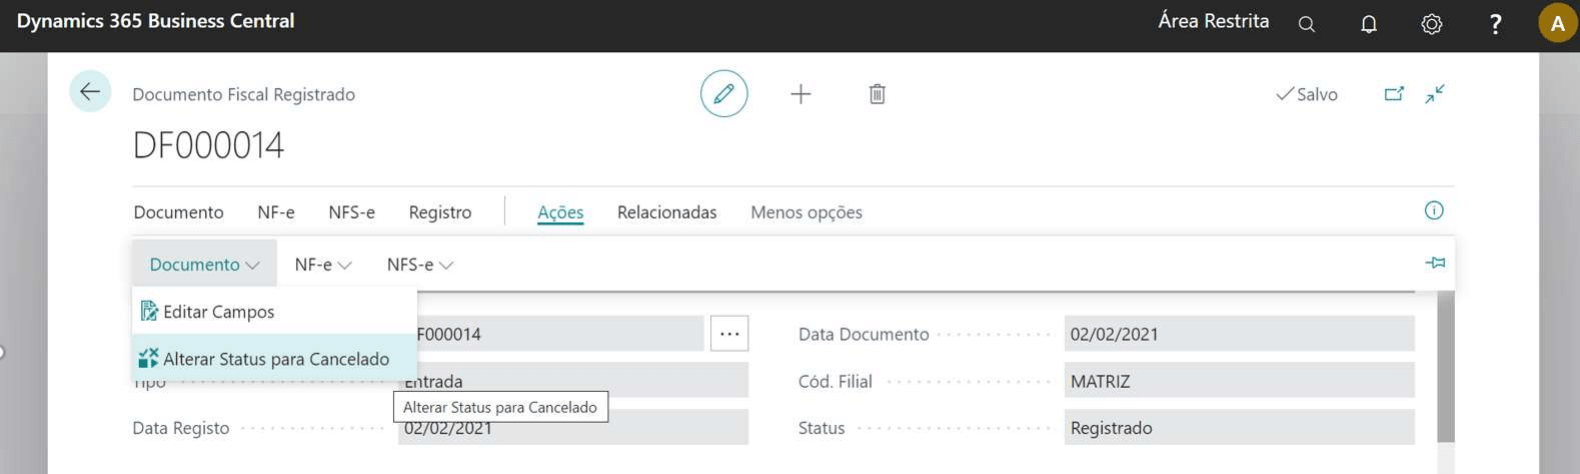 Dynamics 365 Business Central
Área Restrita
?
A
Documento Fiscal Registrado
Salvo
DF000014
Documento NF-e NFS-e Registro Ações Relacionadas Menos opções
Documento NF-e NFS-e
Editar Campos
F000014
Data Documento 02/02/2021
Alterar Status para Cancelado
Tipo Entrada
Cód. Filial MATRIZ
Alterar Status para Cancelado
Data Registo 02/02/2021
Status Registrado